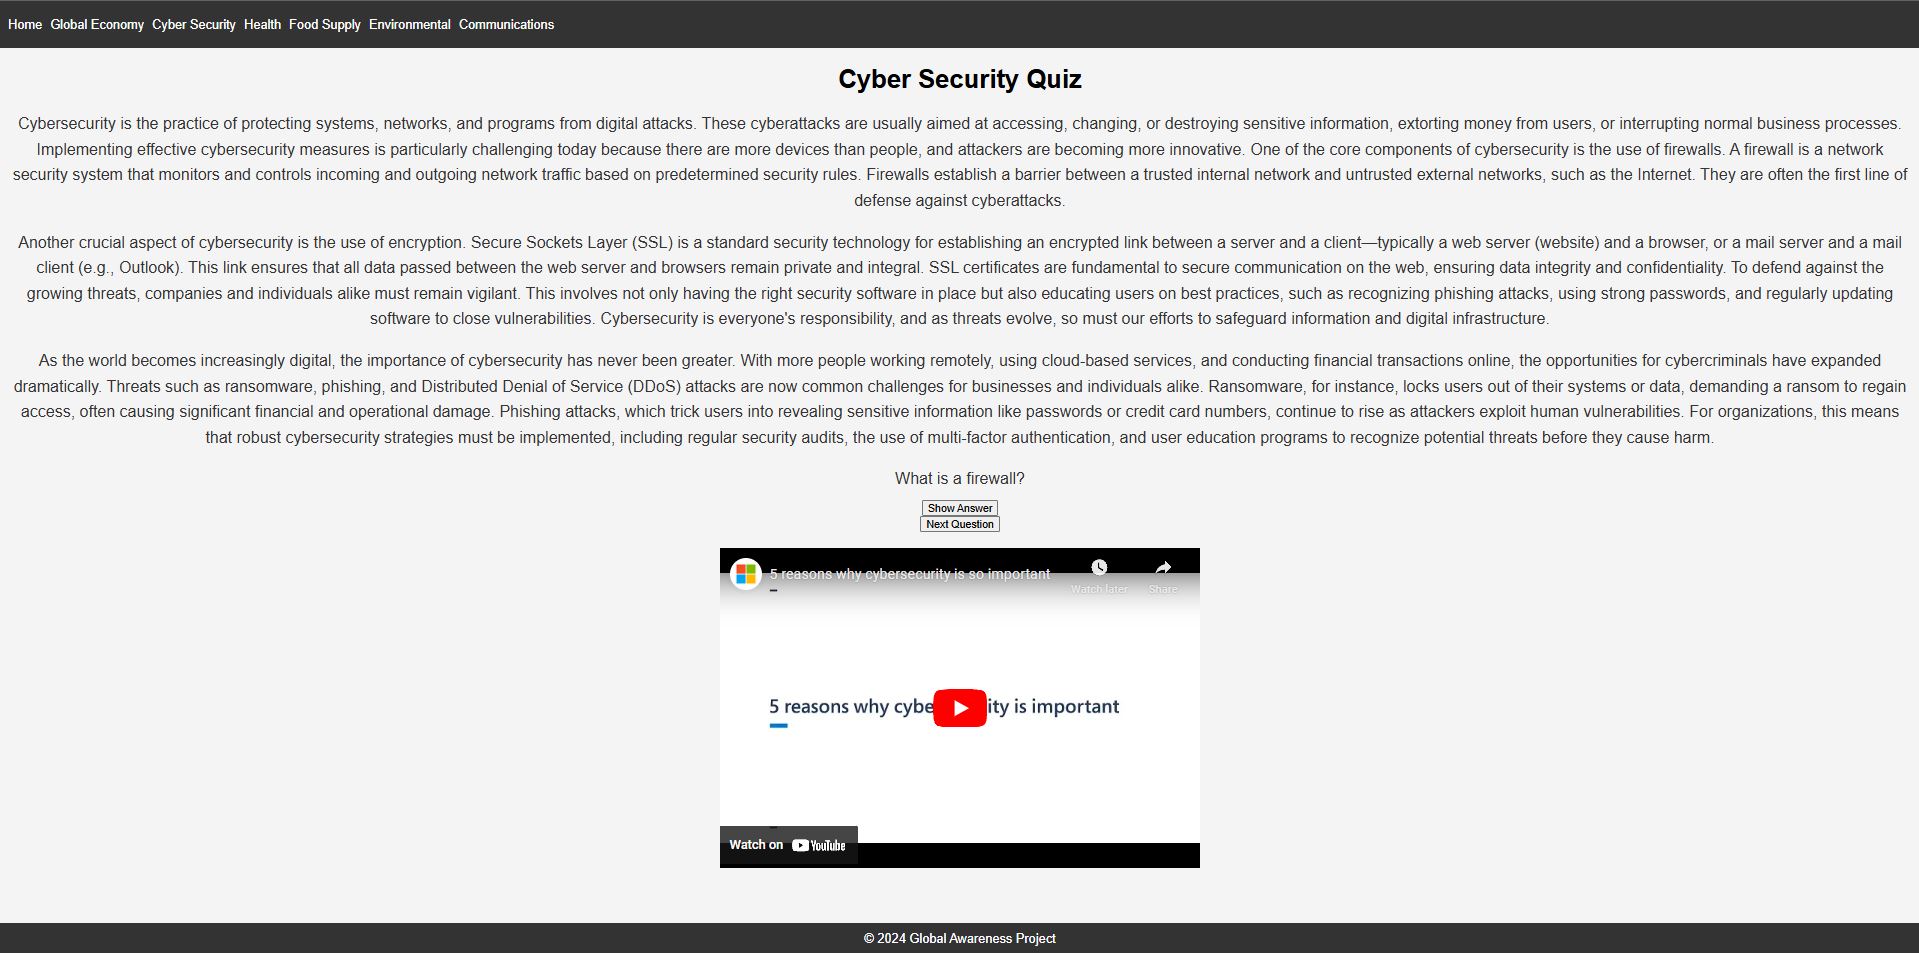 Home Global Economy Cyber Security Health Food Supply Environmental Communications
Cyber Security Quiz
Cybersecurity is the practice of protecting systems, networks, and programs from digital attacks. These cyberattacks are usually aimed at accessing, changing, or destroying sensitive information, extorting money from users, or interrupting normal business processes.
Implementing effective cybersecurity measures is particularly challenging today because there are more devices than people, and attackers are becoming more innovative. One of the core components of cybersecurity is the use of firewalls. A firewall is a network
security system that monitors and controls incoming and outgoing network traffic based on predetermined security rules. Firewalls establish a barrier between a trusted internal network and untrusted external networks, such as the Internet. They are often the first line of
defense against cyberattacks.
Another crucial aspect of cybersecurity is the use of encryption. Secure Sockets Layer (SSL) is a standard security technology for establishing an encrypted link between a server and a client—typically a web server (website) and a browser, or a mail server and a mail
client (e.g., Outlook). This link ensures that all data passed between the web server and browsers remain private and integral. SSL certificates are fundamental to secure communication on the web, ensuring data integrity and confidentiality. To defend against the
growing threats, companies and individuals alike must remain vigilant. This involves not only having the right security software in place but also educating users on best practices, such as recognizing phishing attacks, using strong passwords, and regularly updating
software to close vulnerabilities. Cybersecurity is everyone's responsibility, and as threats evolve, so must our efforts to safeguard information and digital infrastructure.
As the world becomes increasingly digital, the importance of cybersecurity has never been greater. With more people working remotely, using cloud-based services, and conducting financial transactions online, the opportunities for cybercriminals have expanded
dramatically. Threats such as ransomware, phishing, and Distributed Denial of Service (DDoS) attacks are now common challenges for businesses and individuals alike. Ransomware, for instance, locks users out of their systems or data, demanding a ransom to regain
access, often causing significant financial and operational damage. Phishing attacks, which trick users into revealing sensitive information like passwords or credit card numbers, continue to rise as attackers exploit human vulnerabilities. For organizations, this means
that robust cybersecurity strategies must be implemented, including regular security audits, the use of multi-factor authentication, and user education programs to recognize potential threats before they cause harm.
What is a firewall?
Show Answer
Next Question
5 reasons why cybersecurity is so important
Watch later Share
5 reasons why cybe ity is important
Watch on YouTube
© 2024 Global Awareness Project